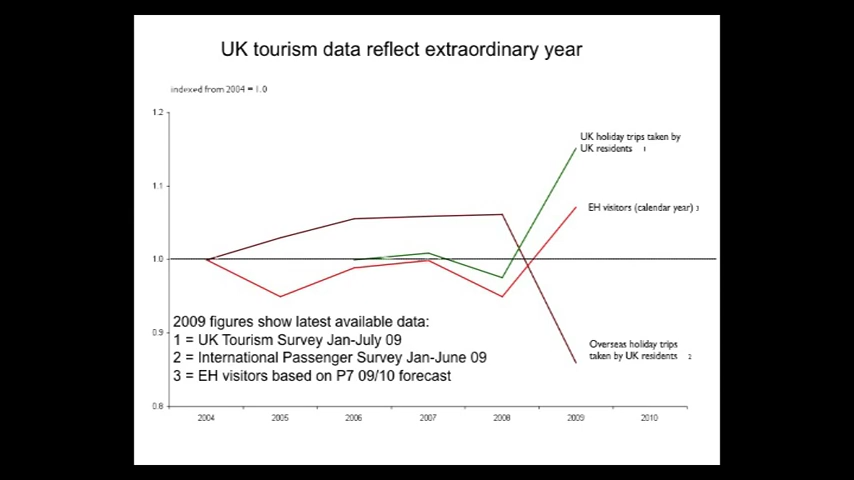 UK tourism data reflect extraordinary year
indexed from 2004 = 1.0
1.2
UK holiday trips taken by
UK residents 1
1.1
EH visitors (calendar year) 3
1.0
2009 figures show latest available data:
0.9
1 = UK Tourism Survey Jan-July 09
2 = International Passenger Survey Jan-June 09
3 = EH visitors based on P7 09/10 forecast
Overseas holiday trips
taken by UK residents 2
0.8
2004 2005 2006 2007 2008 2009 2010